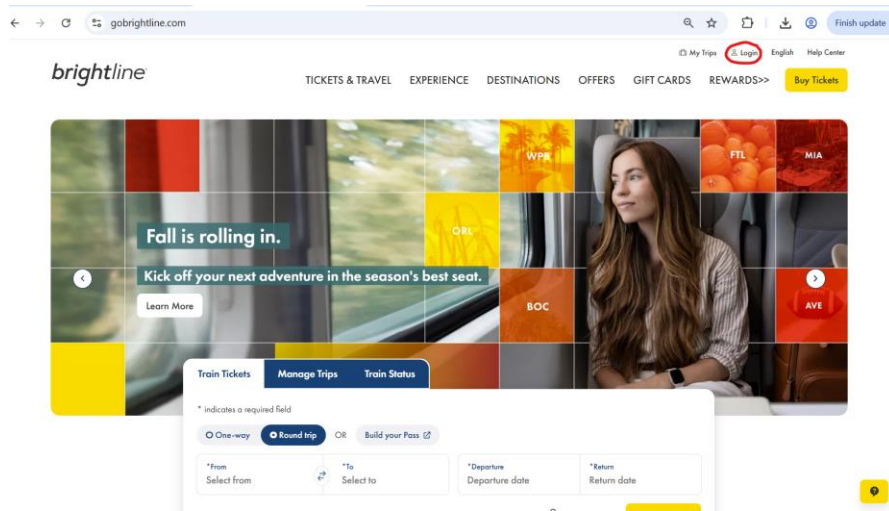 gobrightline.com
Finish update
My Trips Login English Help Center
brightline
TICKETS & TRAVEL EXPERIENCE DESTINATIONS OFFERS GIFT CARDS REWARDS>> Buy Tickets
WPB
FTL
MIA
ORL
Fall is rolling in.
Kick off your next adventure in the season's best seat.
Learn More
BOC
AVE
Train Tickets Manage Trips Train Status
* indicates a required field
One-way Round trip OR Build your Pass
*From *To *Departure *Return
Select from Select to Departure date Return date